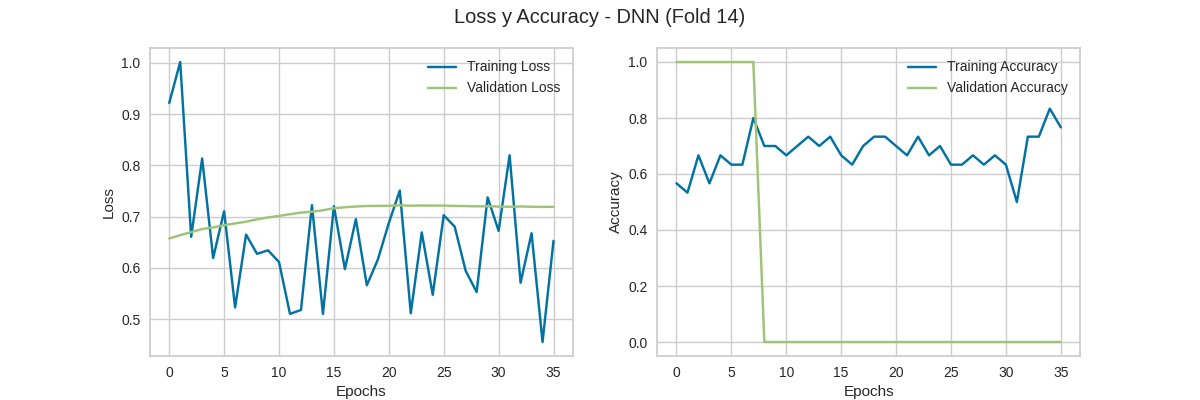 Loss y Accuracy - DNN (Fold 14)
Training Loss
Validation Loss
1.0
0.9
0.8
0.7
0.6
0.5
Loss
0 5 10 15 20 25 30 35
Epochs
Training Accuracy
Validation Accuracy
1.0
0.8
0.6
0.4
0.2
0.0
Accuracy
0 5 10 15 20 25 30 35
Epochs